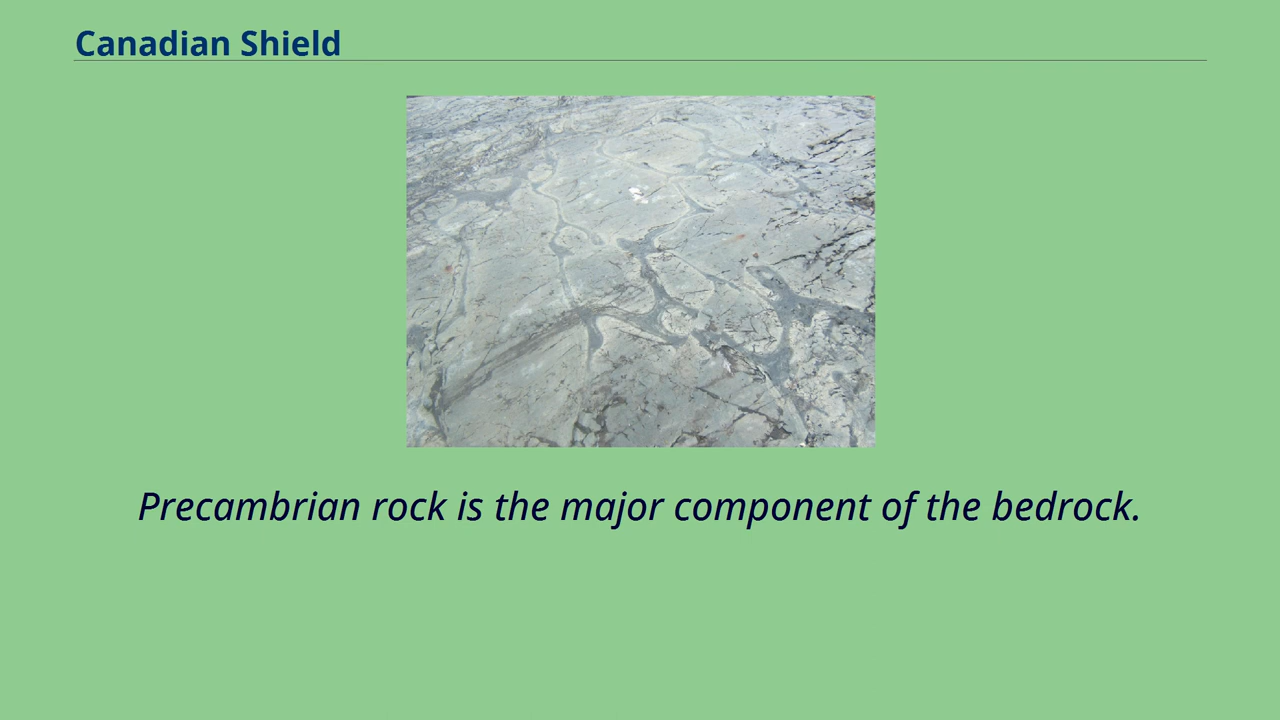 Canadian Shield
Precambrian rock is the major component of the bedrock.